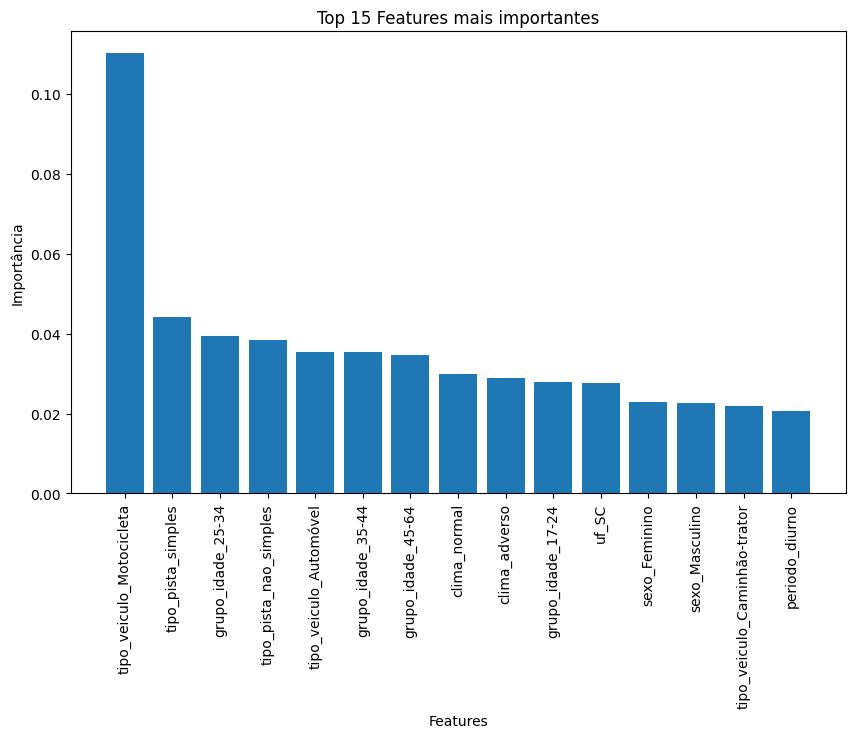 Top 15 Features mais importantes
Importância
0.10
0.08
0.06
0.04
0.02
0.00
tipo_veiculo_Motocicleta
tipo_pista_simples
grupo_idade_25-34
tipo_pista_nao_simples
tipo_veiculo_Automóvel
grupo_idade_35-44
grupo_idade_45-64
clima_normal
clima_adverso
grupo_idade_17-24
uf_SC
sexo_Feminino
sexo_Masculino
tipo_veiculo_Caminhão-trator
periodo_diurno
Features